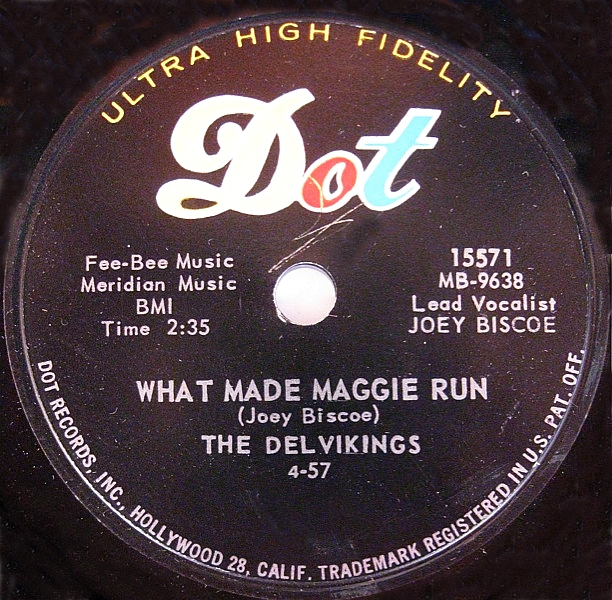 ULTRA HIGH FIDELITY
Dot
Fee-Bee Music
Meridian Music
BMI
Time 2:35
15571
MB-9638
Lead Vocalist
JOEY BISCOE
WHAT MADE MAGGIE RUN
(Joey Biscoe)
THE DELVIKINGS
4-57
DOT RECORDS, INC., HOLLYWOOD 28, CALIF. TRADEMARK REGISTERED IN U.S. PAT. OFF.